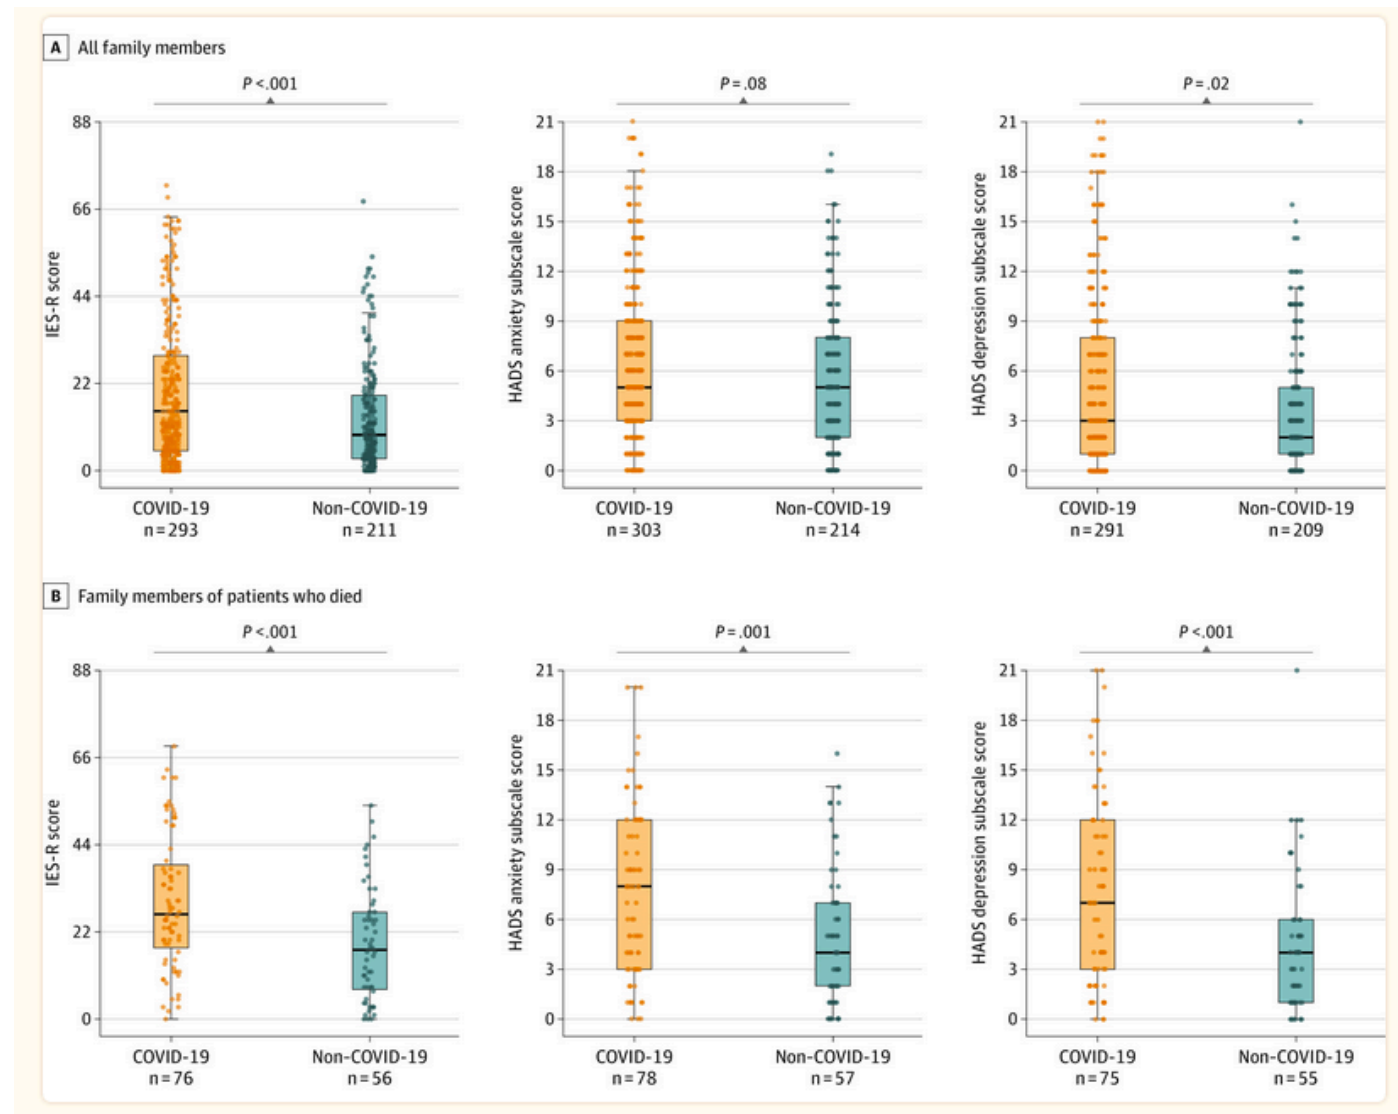 A All family members
P <.001
P = .08
P = .02
IES-R score
88
66
44
22
0
COVID-19
n=293
Non-COVID-19
n=211
HADS anxiety subscale score
21
18
15
12
9
6
3
0
COVID-19
n=303
Non-COVID-19
n=214
HADS depression subscale score
21
18
15
12
9
6
3
0
COVID-19
n=291
Non-COVID-19
n=209
B Family members of patients who died
P <.001
P = .001
P <.001
IES-R score
88
66
44
22
0
COVID-19
n=76
Non-COVID-19
n=56
HADS anxiety subscale score
21
18
15
12
9
6
3
0
COVID-19
n=78
Non-COVID-19
n=57
HADS depression subscale score
21
18
15
12
9
6
3
0
COVID-19
n=75
Non-COVID-19
n=55